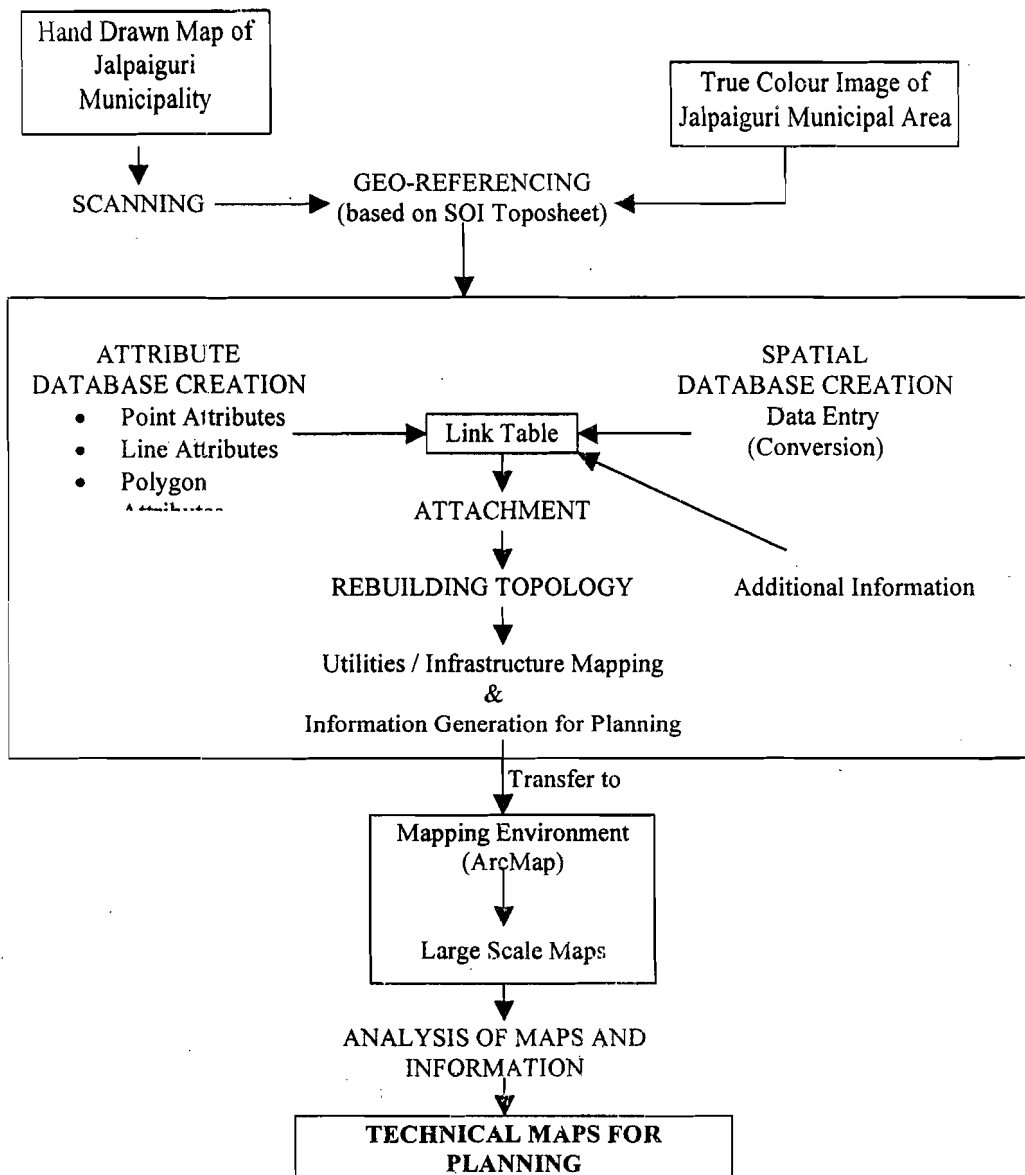 Hand Drawn Map of
Jalpaiguri
Municipality
True Colour Image of
Jalpaiguri Municipal Area
SCANNING
GEO-REFERENCING
(based on SOI Toposheet)
ATTRIBUTE
DATABASE CREATION
• Point Attributes
• Line Attributes
• Polygon
SPATIAL
DATABASE CREATION
Data Entry
(Conversion)
Link Table
ATTACHMENT
REBUILDING TOPOLOGY
Additional Information
Utilities / Infrastructure Mapping
&
Information Generation for Planning
Transfer to
Mapping Environment
(ArcMap)
Large Scale Maps
ANALYSIS OF MAPS AND
INFORMATION
TECHNICAL MAPS FOR
PLANNING